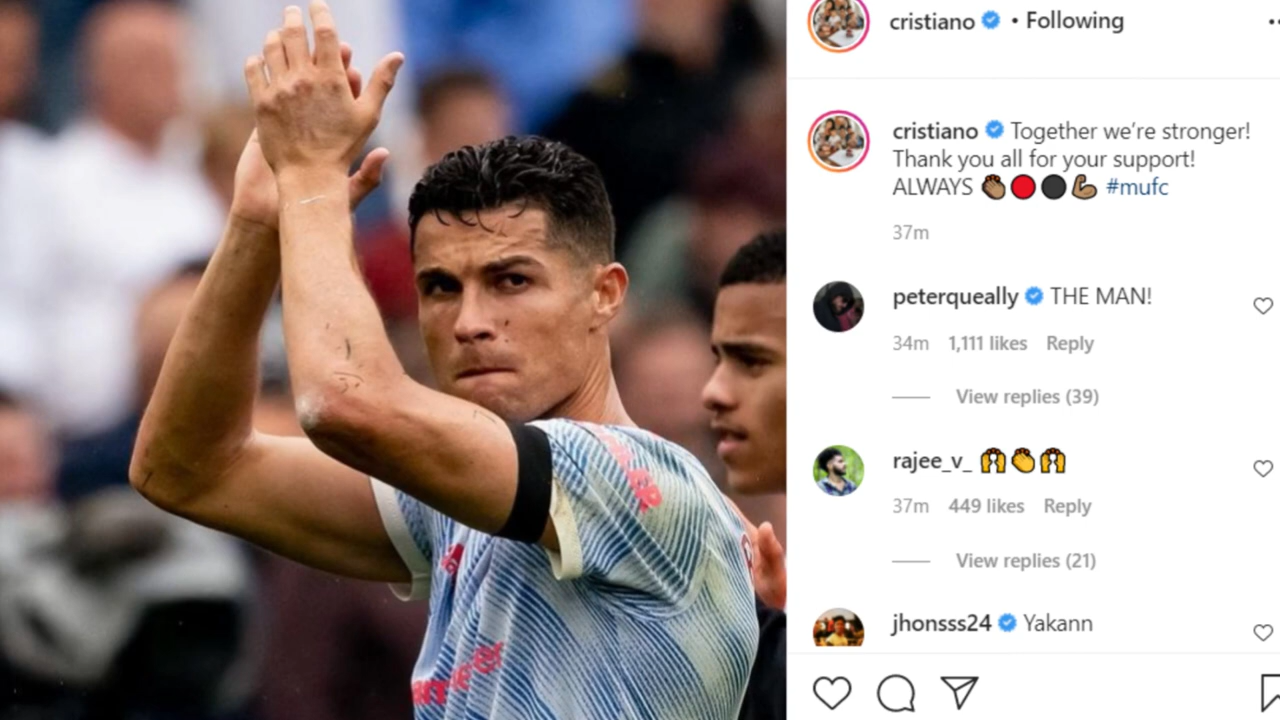 cristiano • Following
cristiano Together we're stronger!
Thank you all for your support!
ALWAYS 👏🏽🔴⚫💪🏽 #mufc
37m
peterqueally THE MAN!
34m 1,111 likes Reply
View replies (39)
rajee_v_ 🙌👏🙌
37m 449 likes Reply
View replies (21)
jhonsss24 Yakann